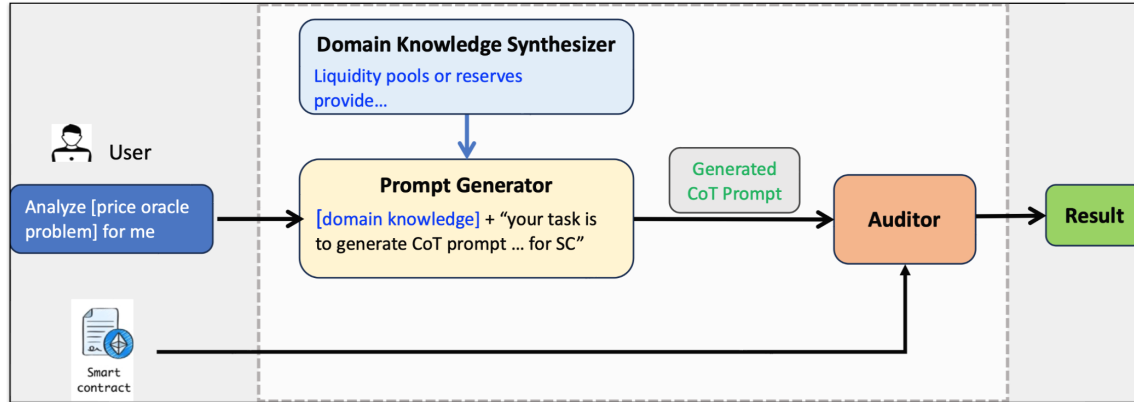 Domain Knowledge Synthesizer
Liquidity pools or reserves
provide...
User
Analyze [price oracle
problem] for me
Prompt Generator
[domain knowledge] + “your task is
to generate CoT prompt ... for SC”
Generated
CoT Prompt
Auditor
Result
Smart
contract